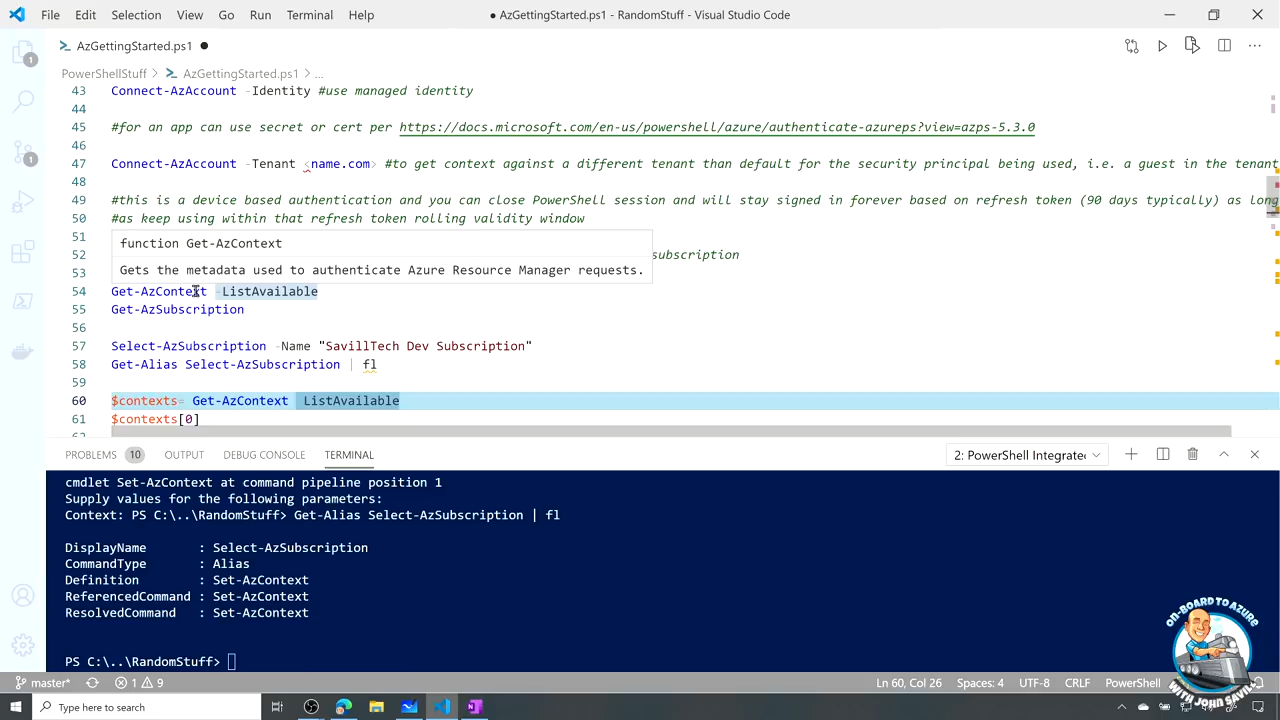 File Edit Selection View Go Run Terminal Help ● AzGettingStarted.ps1 - RandomStuff - Visual Studio Code
AzGettingStarted.ps1 ●
PowerShellStuff > AzGettingStarted.ps1 > ...
43 Connect-AzAccount -Identity #use managed identity
44
45 #for an app can use secret or cert per https://docs.microsoft.com/en-us/powershell/azure/authenticate-azureps?view=azps-5.3.0
46
47 Connect-AzAccount -Tenant <name.com> #to get context against a different tenant than default for the security principal being used, i.e. a guest in the tenant
48
49 #this is a device based authentication and you can close PowerShell session and will stay signed in forever based on refresh token (90 days typically) as long
50 #as keep using within that refresh token rolling validity window
51
function Get-AzContext
52 subscription
Gets the metadata used to authenticate Azure Resource Manager requests.
53
54 Get-AzContext -ListAvailable
55 Get-AzSubscription
56
57 Select-AzSubscription -Name "SavillTech Dev Subscription"
58 Get-Alias Select-AzSubscription | fl
59
60 $contexts= Get-AzContext -ListAvailable
61 $contexts[0]
62
PROBLEMS 10 OUTPUT DEBUG CONSOLE TERMINAL 2: PowerShell Integrated
cmdlet Set-AzContext at command pipeline position 1
Supply values for the following parameters:
Context: PS C:\..\RandomStuff> Get-Alias Select-AzSubscription | fl
DisplayName : Select-AzSubscription
CommandType : Alias
Definition : Set-AzContext
ReferencedCommand : Set-AzContext
ResolvedCommand : Set-AzContext
PS C:\..\RandomStuff>
ON-BOARD TO AZURE
WITH JOHN SAVILL
master* 1 9 Ln 60, Col 26 Spaces: 4 UTF-8 CRLF PowerShell
Type here to search